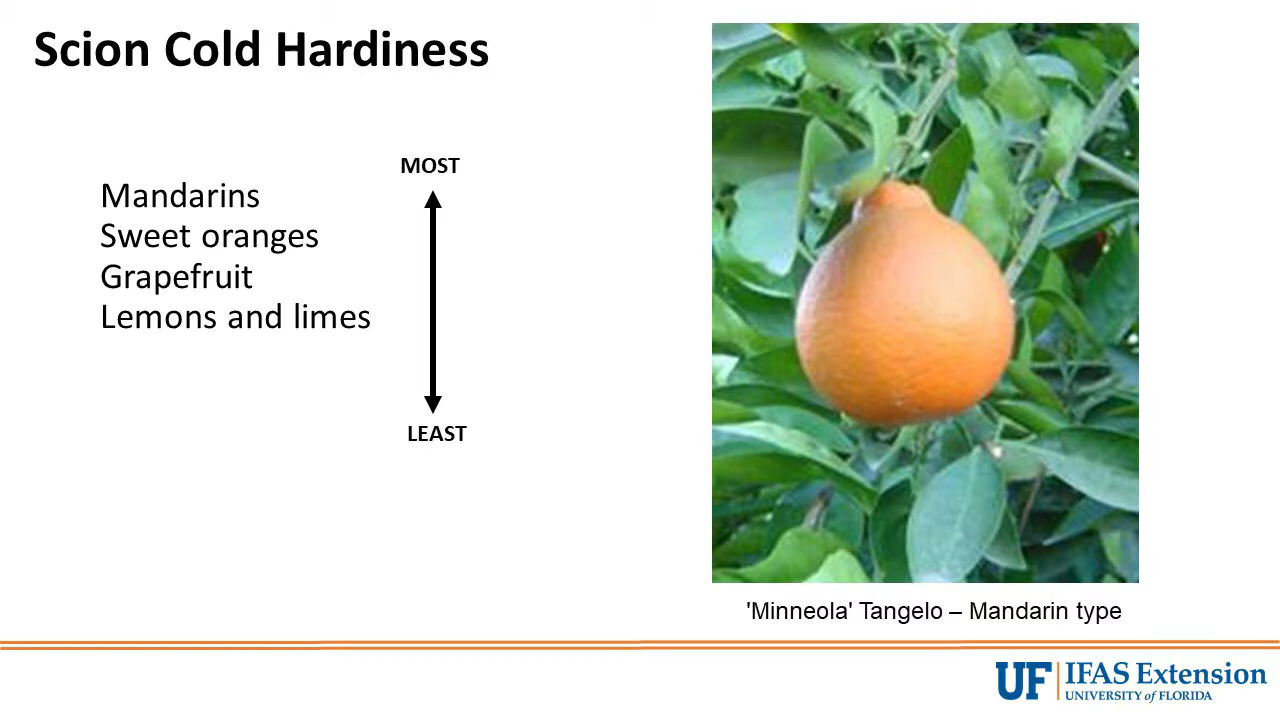 Scion Cold Hardiness
MOST
Mandarins
Sweet oranges
Grapefruit
Lemons and limes
LEAST
'Minneola' Tangelo – Mandarin type
UF IFAS Extension
UNIVERSITY of FLORIDA